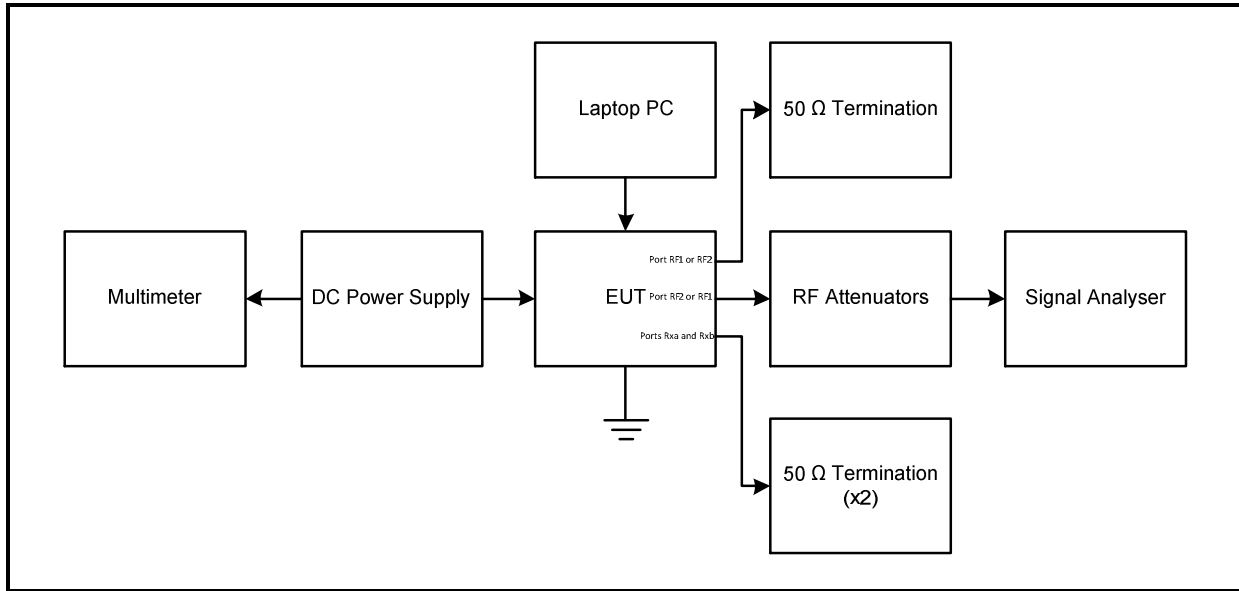 Laptop PC
50 Ω Termination
Multimeter
DC Power Supply
EUT
Port RF1 or RF2
Port RF2 or RF1
Ports Rxa and Rxb
RF Attenuators
Signal Analyser
50 Ω Termination
(x2)